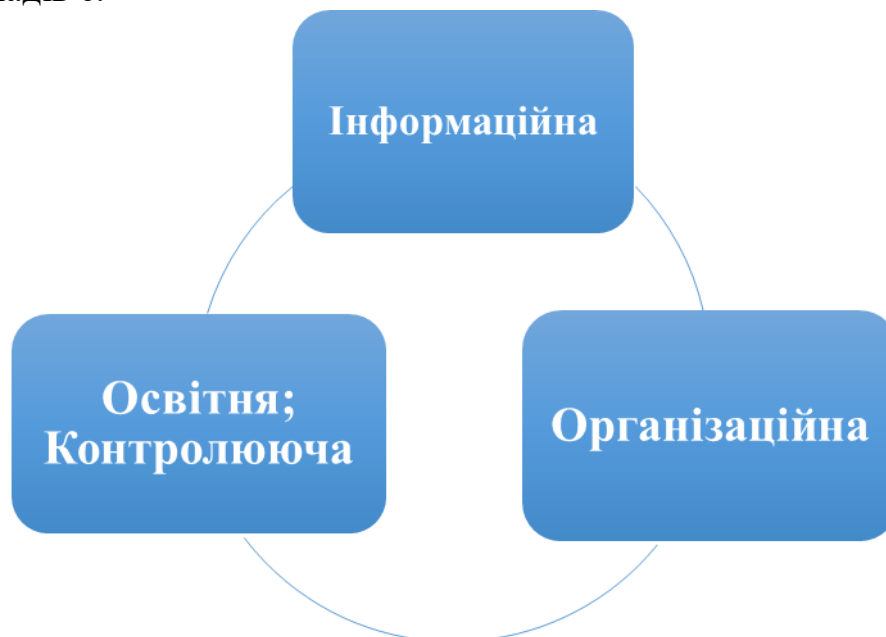 Інформаційна
Освітня;
Контролююча
Організаційна